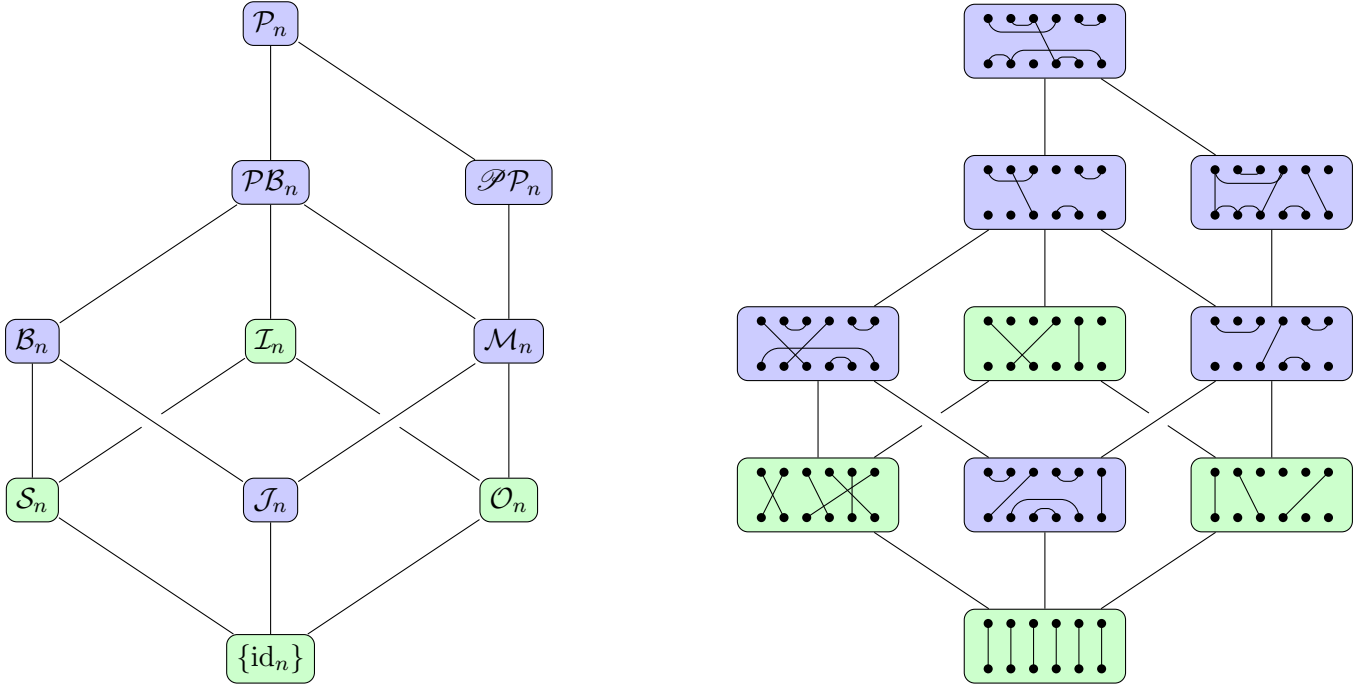 𝒫ₙ
𝒫ℬₙ 𝒫𝒫ₙ
ℬₙ ℐₙ ℳₙ
𝒮ₙ 𝒥ₙ 𝒪ₙ
{idₙ}